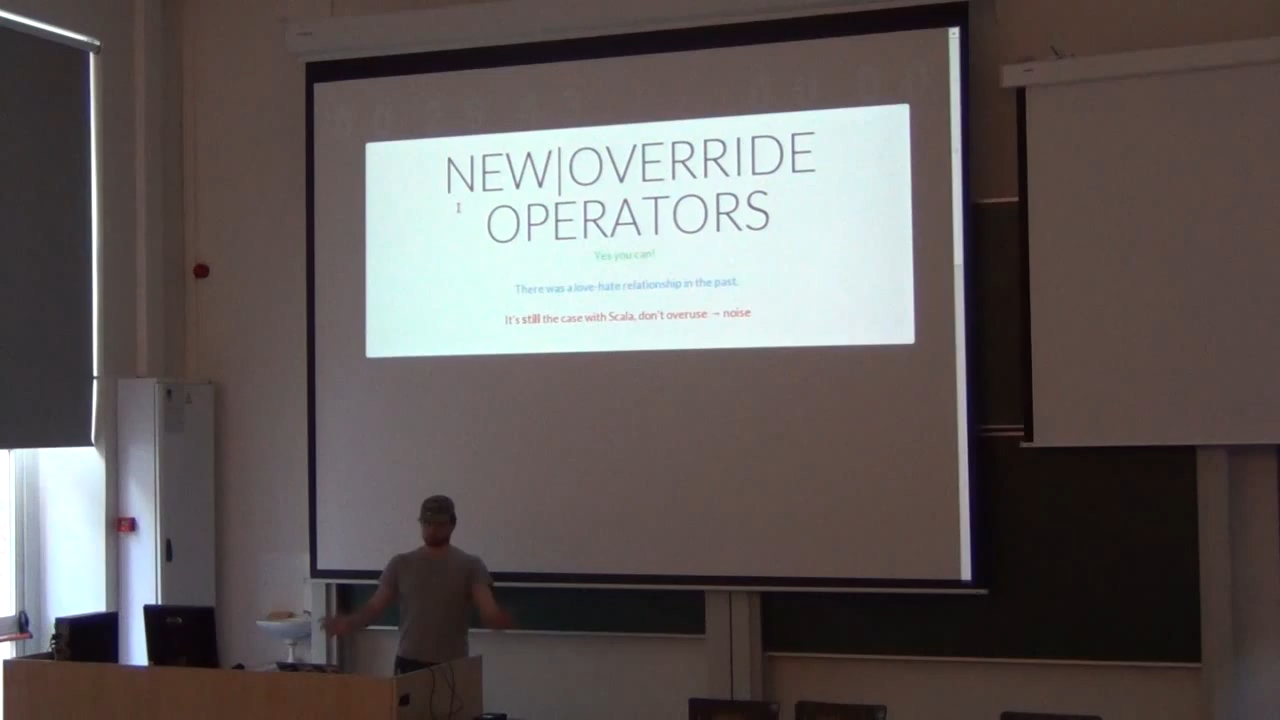 NEW|OVERRIDE
OPERATORS
Yes you can!
There was a love-hate relationship in the past.
It's still the case with Scala, don't overuse → noise